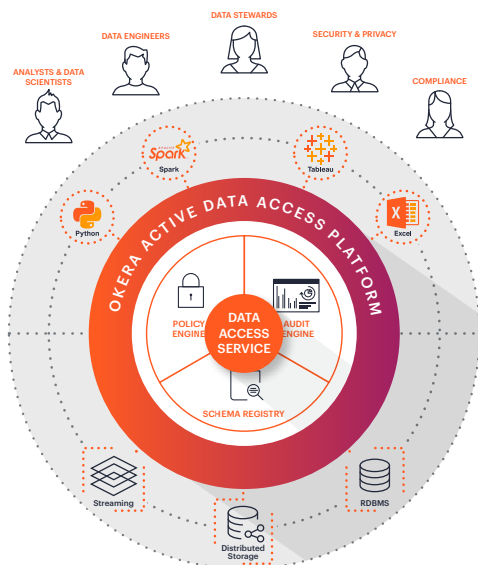 DATA STEWARDS
DATA ENGINEERS
SECURITY & PRIVACY
ANALYSTS & DATA
SCIENTISTS
COMPLIANCE
APACHE
Spark
Spark
Tableau
Python
X
Excel
OKERA ACTIVE DATA ACCESS PLATFORM
POLICY
ENGINE
DATA
ACCESS
SERVICE
AUDIT
ENGINE
SCHEMA REGISTRY
Streaming
RDBMS
Distributed
Storage